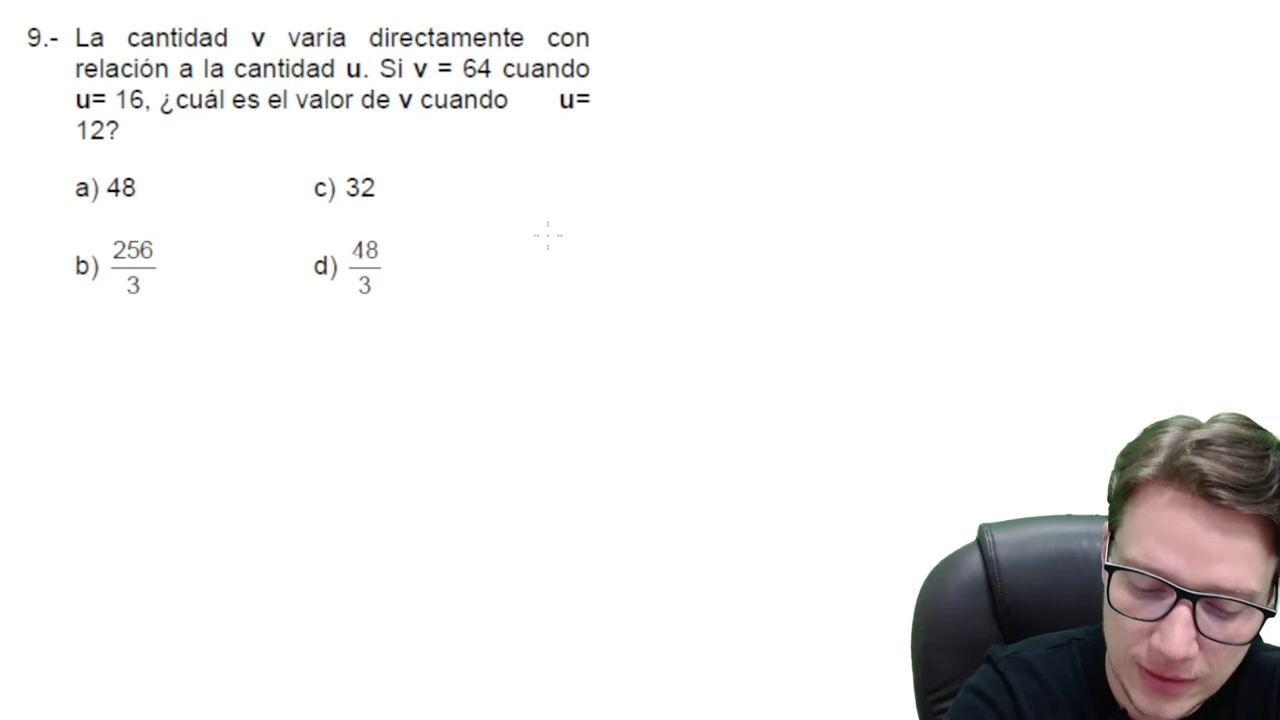 9.- La cantidad v varía directamente con
relación a la cantidad u. Si v = 64 cuando
u= 16, ¿cuál es el valor de v cuando u=
12?
a) 48 c) 32
b) 256/3 d) 48/3